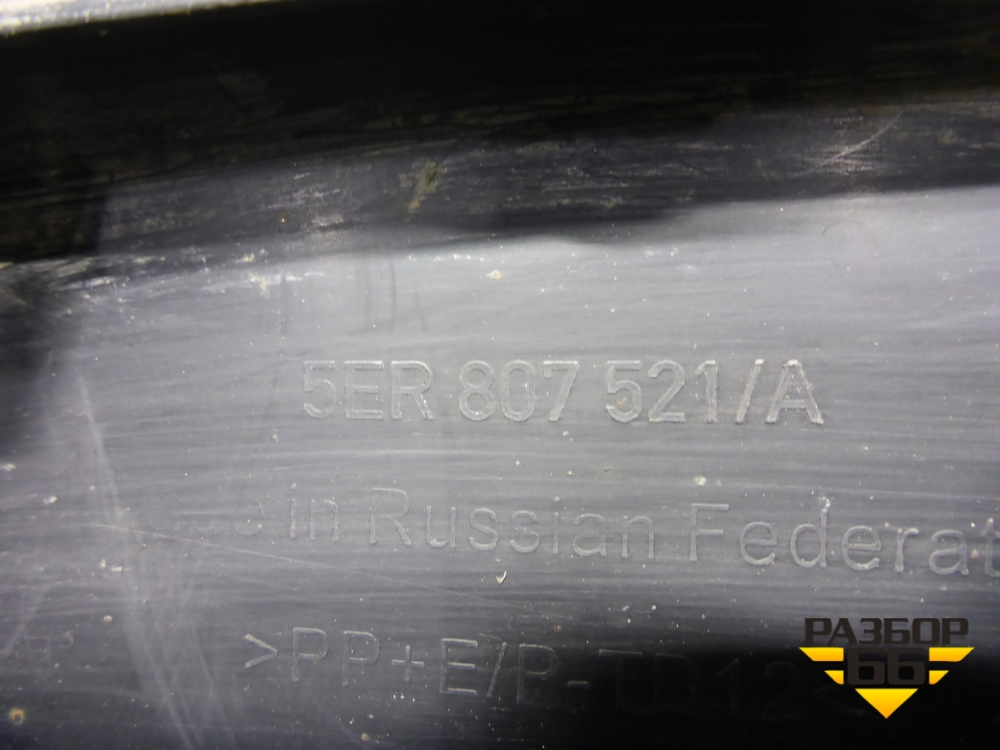 5ER 807 521/A
in Russian Federat
>PP+E/P-TD12<
РАЗБОР
66